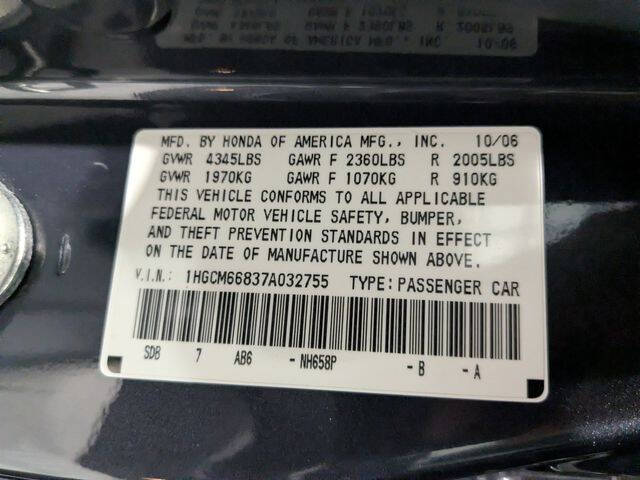 MFD. BY HONDA OF AMERICA MFG., INC. 10/06
GVWR 4345LBS GAWR F 2360LBS R 2005LBS
GVWR 1970KG GAWR F 1070KG R 910KG
THIS VEHICLE CONFORMS TO ALL APPLICABLE
FEDERAL MOTOR VEHICLE SAFETY, BUMPER,
AND THEFT PREVENTION STANDARDS IN EFFECT
ON THE DATE OF MANUFACTURE SHOWN ABOVE.
V.I.N.: 1HGCM66837A032755 TYPE: PASSENGER CAR
SDB 7 AB6 -NH658P -B -A